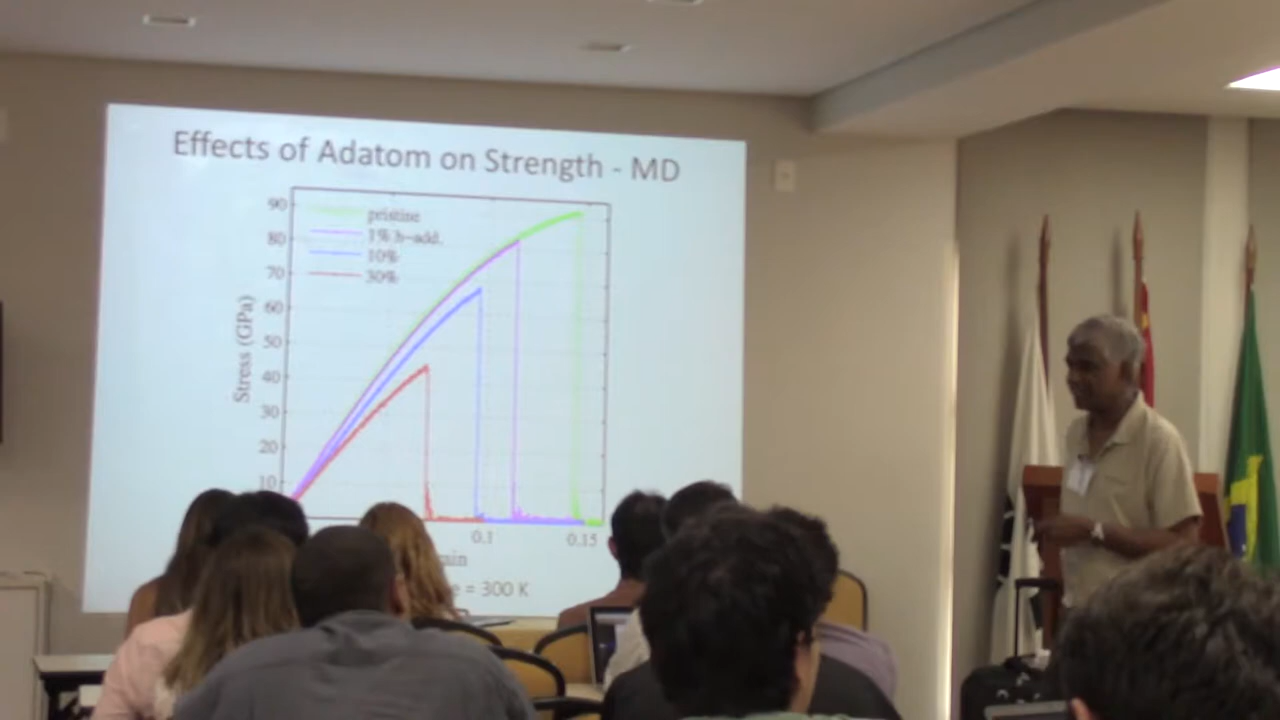 Effects of Adatom on Strength - MD
90
80
70
60
50
40
30
20
10
Stress (GPa)
pristine
1% h-add.
10%
30%
0.1
0.15
= 300 K